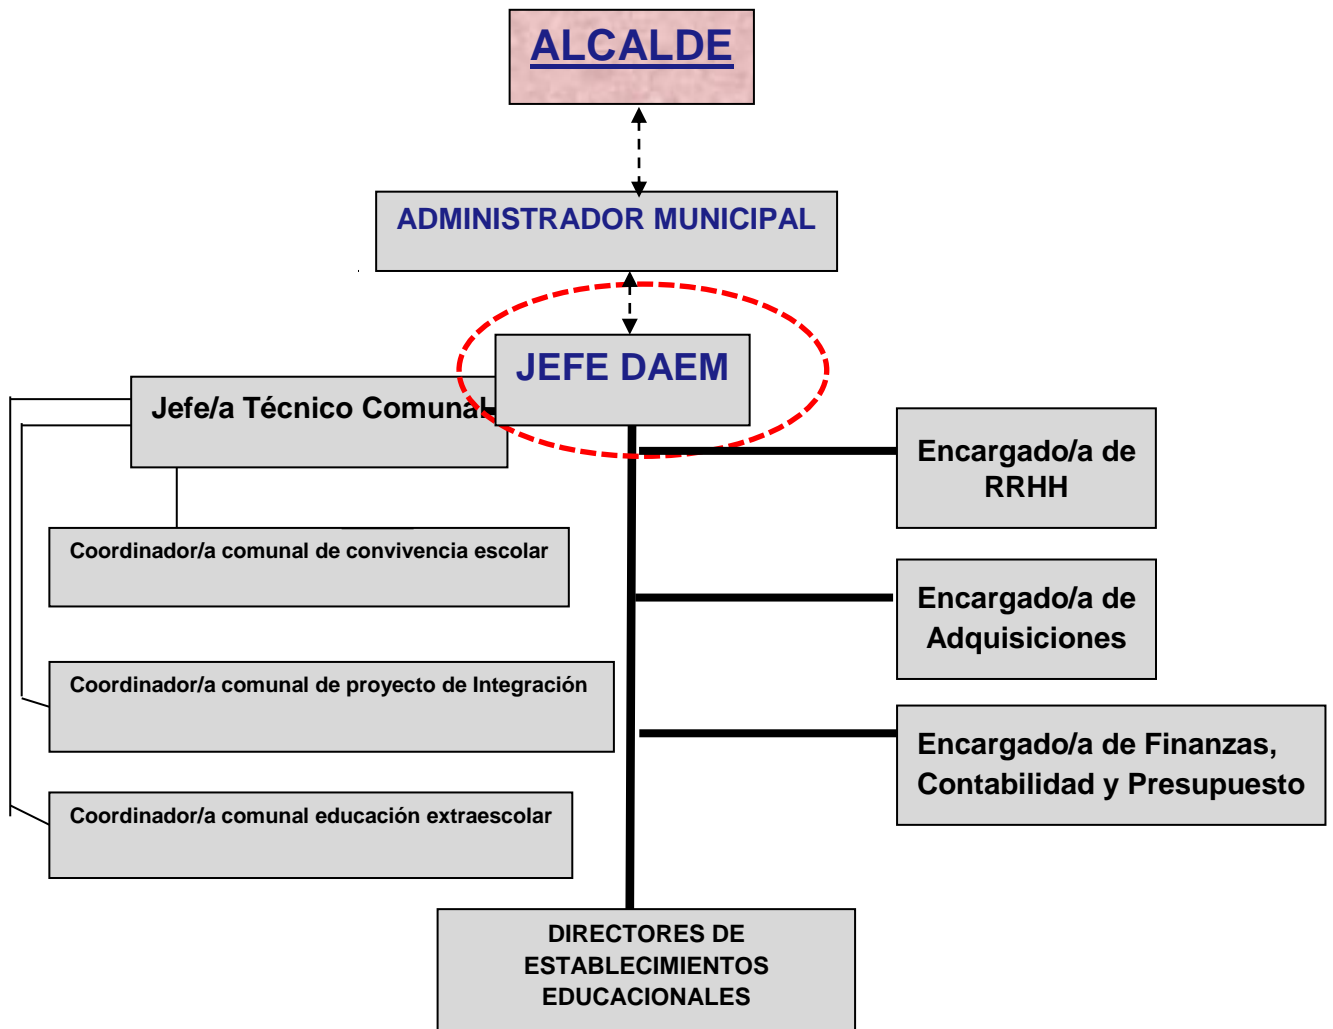 ALCALDE
ADMINISTRADOR MUNICIPAL
JEFE DAEM
Jefe/a Técnico Comunal
Encargado/a de
RRHH
Coordinador/a comunal de convivencia escolar
Encargado/a de
Adquisiciones
Coordinador/a comunal de proyecto de Integración
Encargado/a de Finanzas,
Contabilidad y Presupuesto
Coordinador/a comunal educación extraescolar
DIRECTORES DE
ESTABLECIMIENTOS
EDUCACIONALES